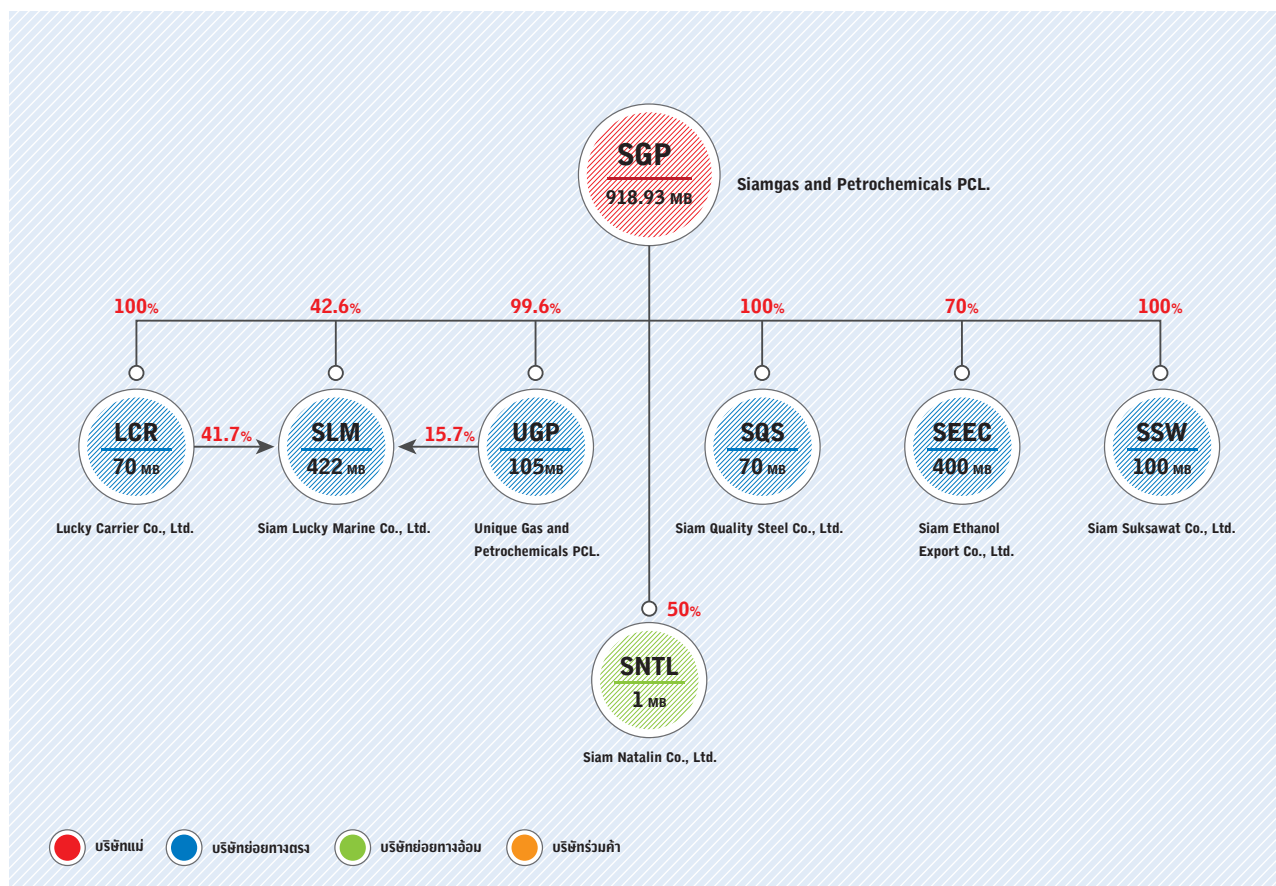 SGP
918.93 MB
Siamgas and Petrochemicals PCL.
100%
42.6%
99.6%
100%
70%
100%
LCR
70 MB
41.7%
SLM
422 MB
15.7%
UGP
105MB
SQS
70 MB
SEEC
400 MB
SSW
100 MB
Lucky Carrier Co., Ltd.
Siam Lucky Marine Co., Ltd.
Unique Gas and
Petrochemicals PCL.
Siam Quality Steel Co., Ltd.
Siam Ethanol
Export Co., Ltd.
Siam Suksawat Co., Ltd.
50%
SNTL
1 MB
Siam Natalin Co., Ltd.
บริษัทแม่
บริษัทย่อยทางตรง
บริษัทย่อยทางอ้อม
บริษัทร่วมค้า